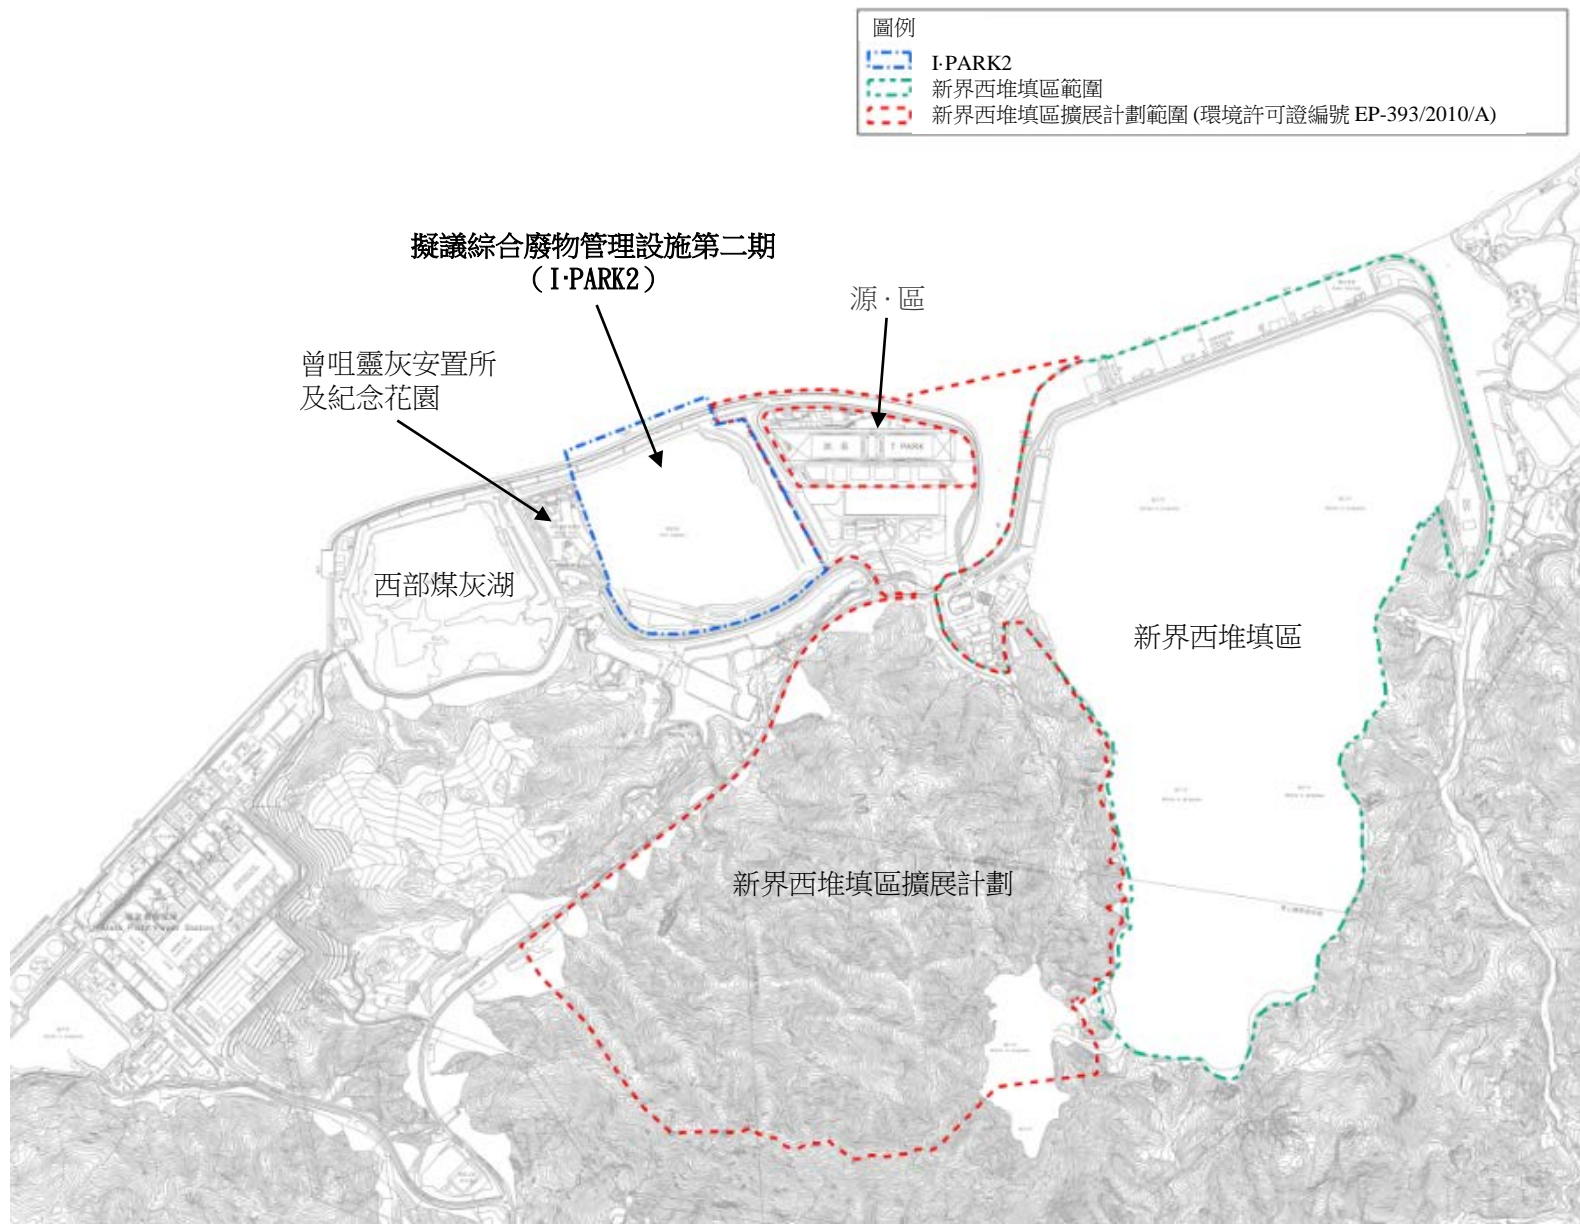 圖例
I·PARK2
新界西堆填區範圍
新界西堆填區擴展計劃範圍 (環境許可證編號 EP-393/2010/A)
擬議綜合廢物管理設施第二期
(I·PARK2)
源·區
曾咀靈灰安置所
及紀念花園
T PARK
西部煤灰湖
新界西堆填區
新界西堆填區擴展計劃